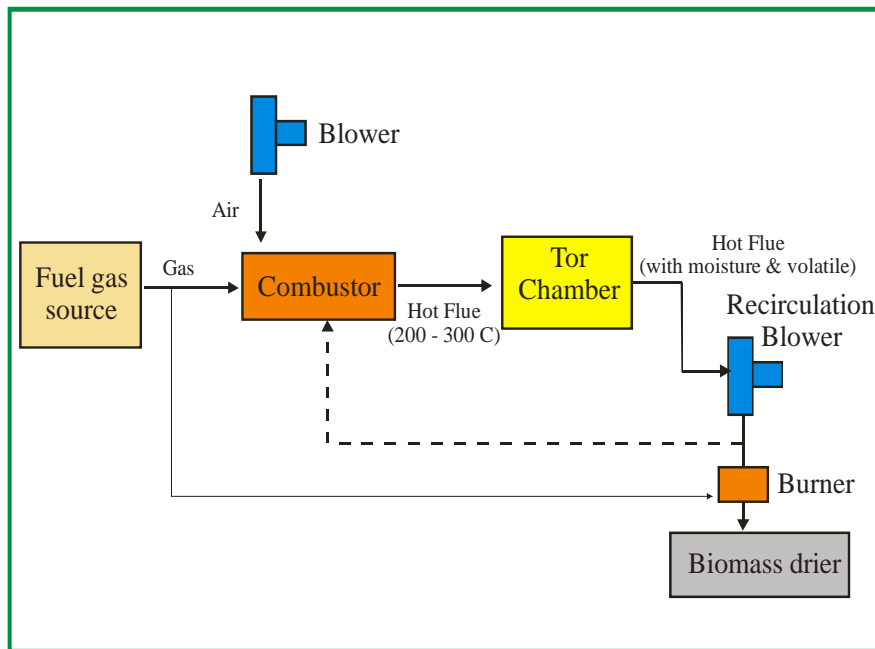 Blower
Air
Fuel gas
source
Gas
Combustor
Hot Flue
(200 - 300 C)
Tor
Chamber
Hot Flue
(with moisture & volatile)
Recirculation
Blower
Burner
Biomass drier